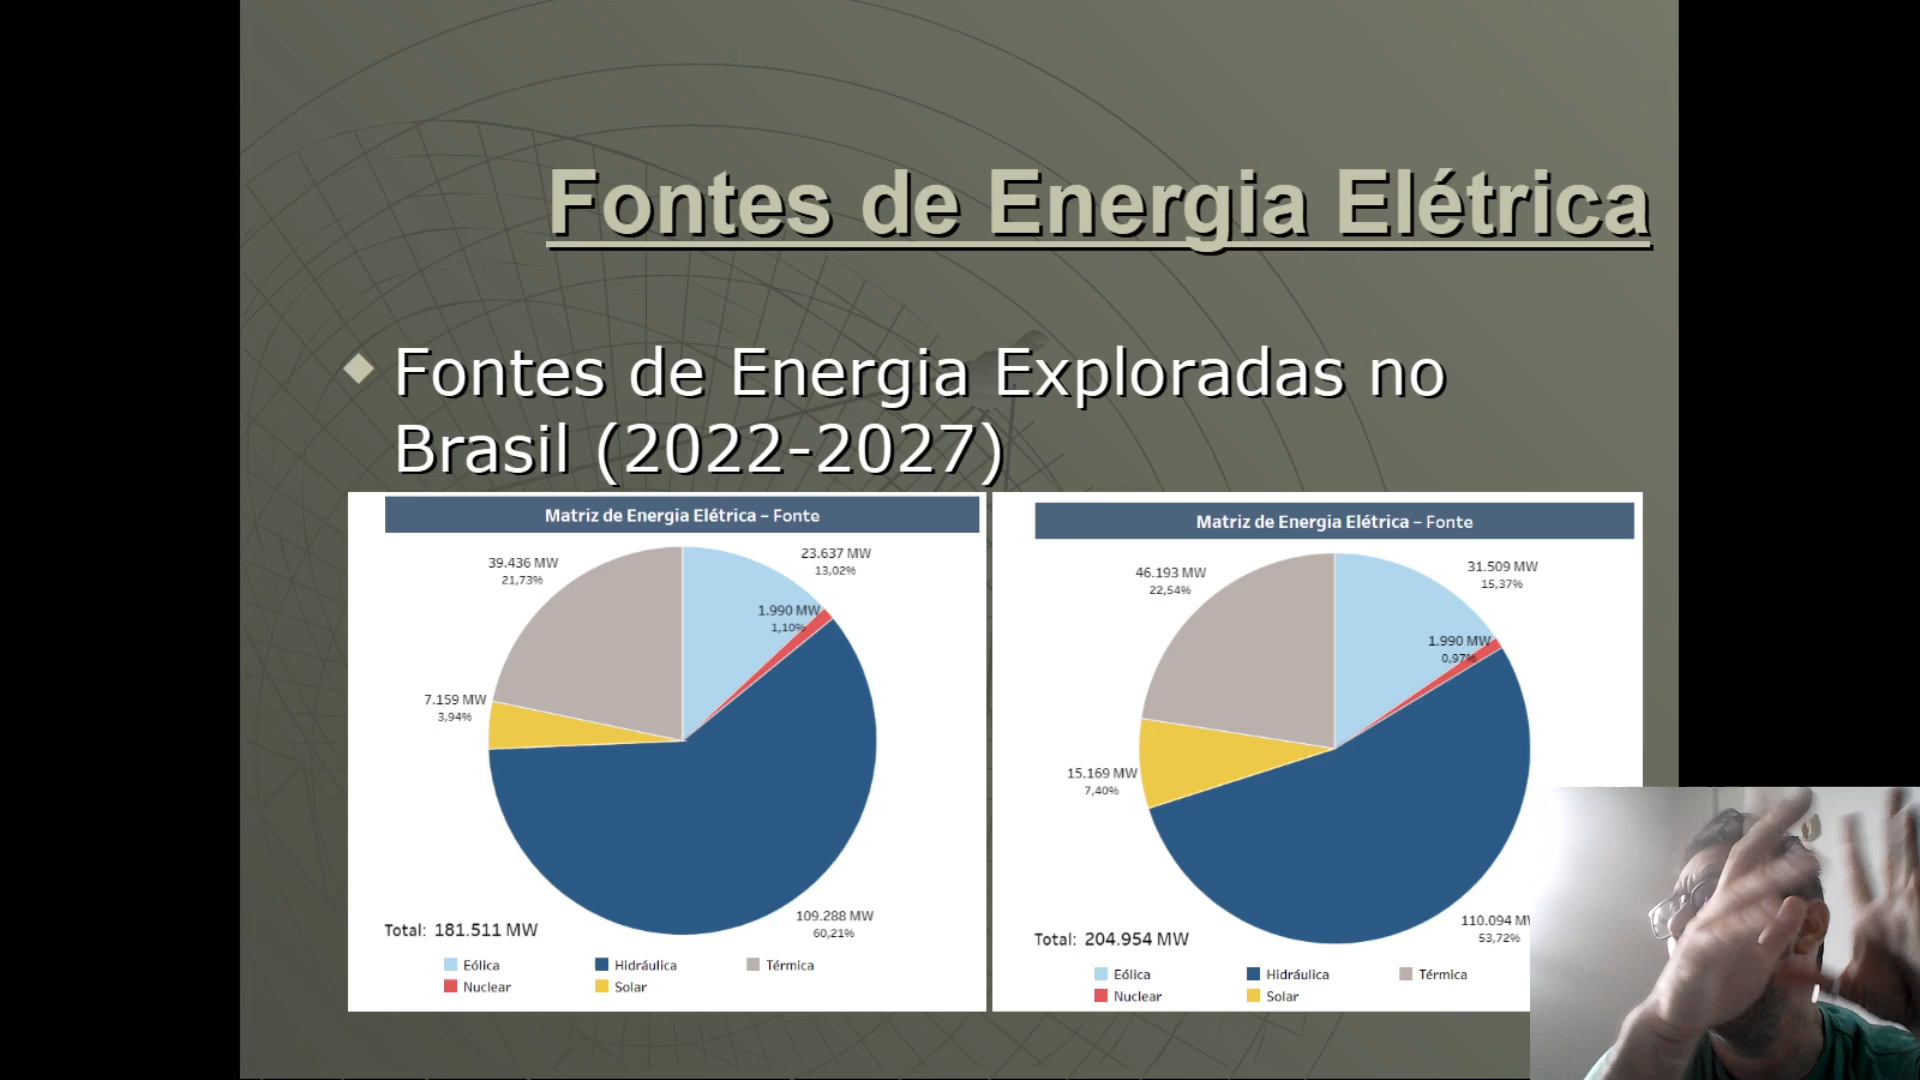 Fontes de Energia Elétrica
Fontes de Energia Exploradas no
Brasil (2022-2027)
Matriz de Energia Elétrica – Fonte
39.436 MW
21,73%
23.637 MW
13,02%
1.990 MW
1,10%
7.159 MW
3,94%
109.288 MW
60,21%
Total: 181.511 MW
Eólica
Hidráulica
Térmica
Nuclear
Solar
Matriz de Energia Elétrica – Fonte
46.193 MW
22,54%
31.509 MW
15,37%
1.990 MW
0,97%
15.169 MW
7,40%
110.094 MW
53,72%
Total: 204.954 MW
Eólica
Hidráulica
Térmica
Nuclear
Solar